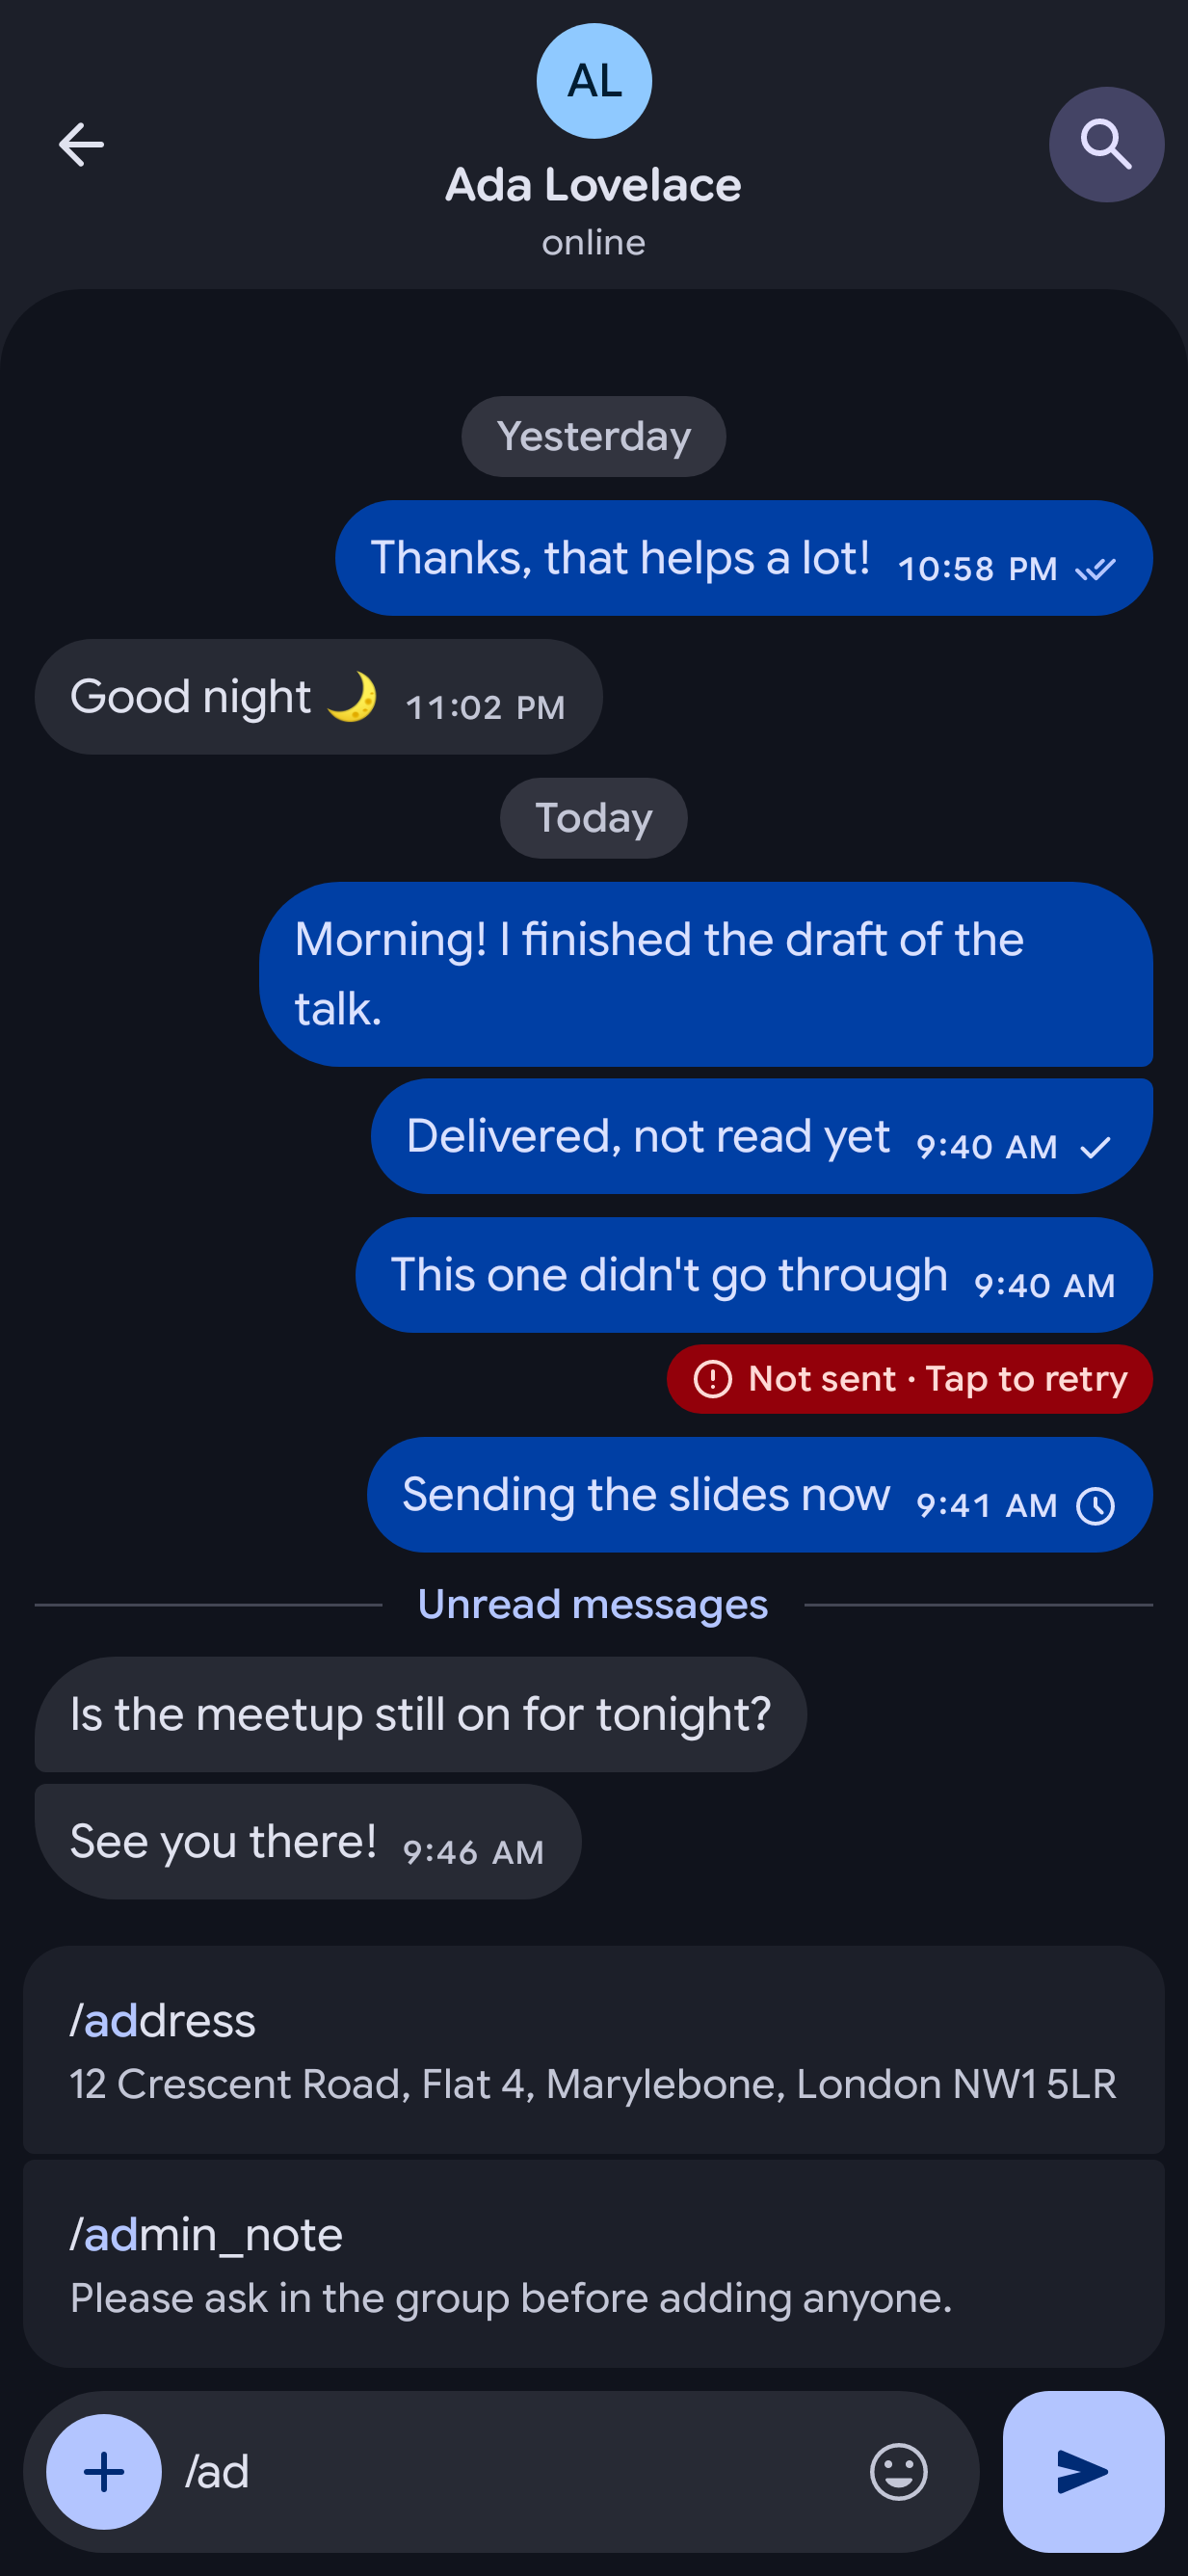 AL
Ada Lovelace
online
Yesterday
Thanks, that helps a lot! 10:58 PM
Good night 🌙 11:02 PM
Today
Morning! I finished the draft of the
talk.
Delivered, not read yet 9:40 AM
This one didn't go through 9:40 AM
Not sent · Tap to retry
Sending the slides now 9:41 AM
Unread messages
Is the meetup still on for tonight?
See you there! 9:46 AM
/address
12 Crescent Road, Flat 4, Marylebone, London NW1 5LR
/admin_note
Please ask in the group before adding anyone.
/ad